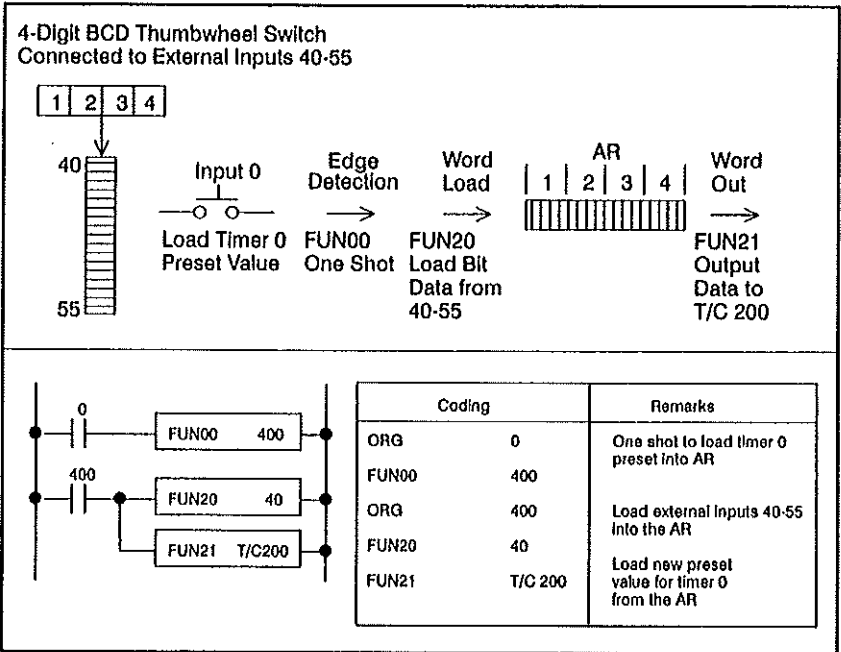 4-Digit BCD Thumbwheel Switch
Connected to External Inputs 40-55
1 2 3 4
40
55
Input 0
Load Timer 0
Preset Value
Edge
Detection
FUN00
One Shot
Word
Load
FUN20
Load Bit
Data from
40-55
AR
1 2 3 4
Word
Out
FUN21
Output
Data to
T/C 200
0
FUN00 400
400
FUN20 40
FUN21 T/C200
Coding Remarks
ORG 0 One shot to load timer 0
preset into AR
FUN00 400
ORG 400 Load external inputs 40-55
into the AR
FUN20 40
Load new preset
FUN21 T/C 200 value for timer 0
from the AR